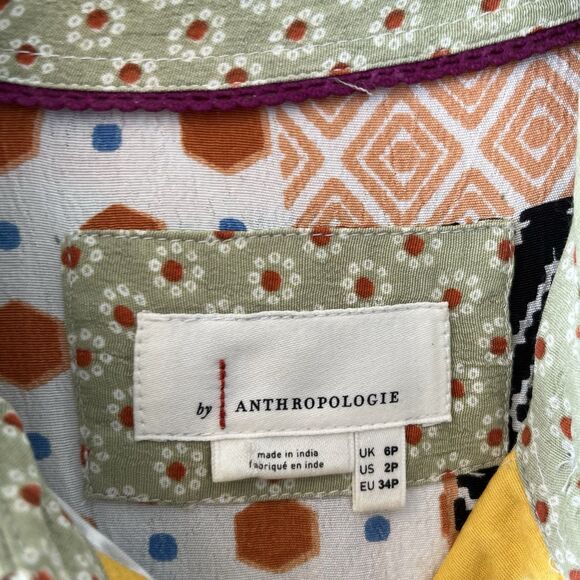 by ANTHROPOLOGIE
made in india
fabriqué en inde
UK 6P
US 2P
EU 34P